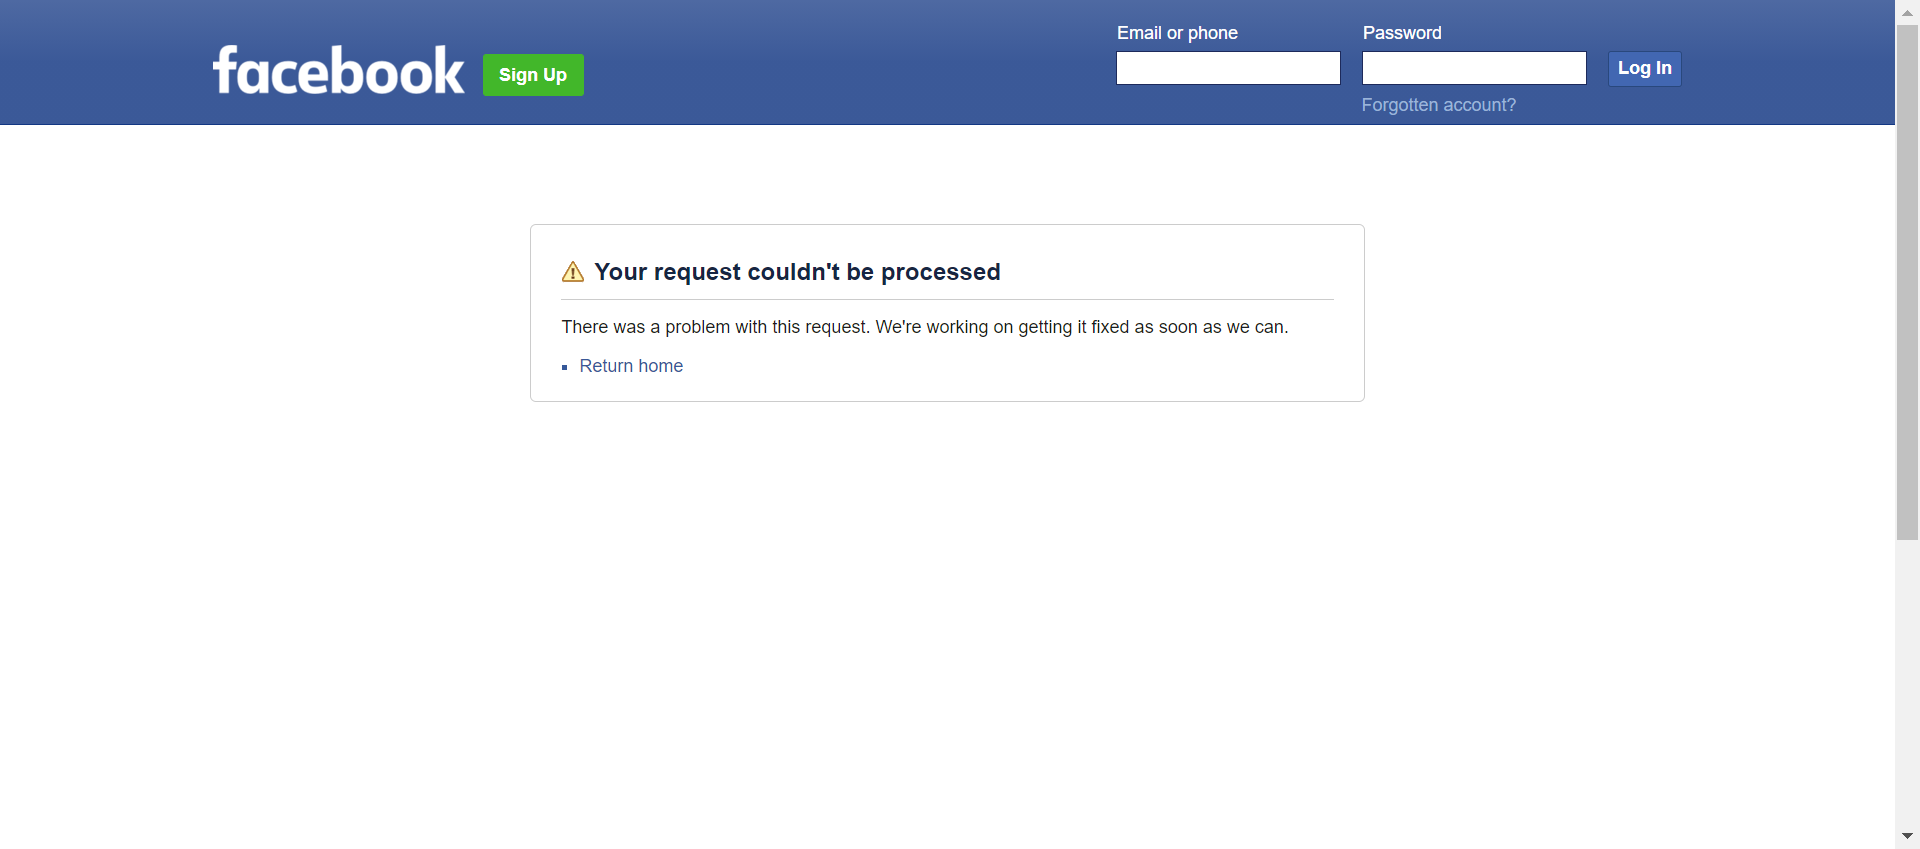 facebook
Sign Up
Email or phone
Password
Log In
Forgotten account?
Your request couldn't be processed
There was a problem with this request. We're working on getting it fixed as soon as we can.
Return home